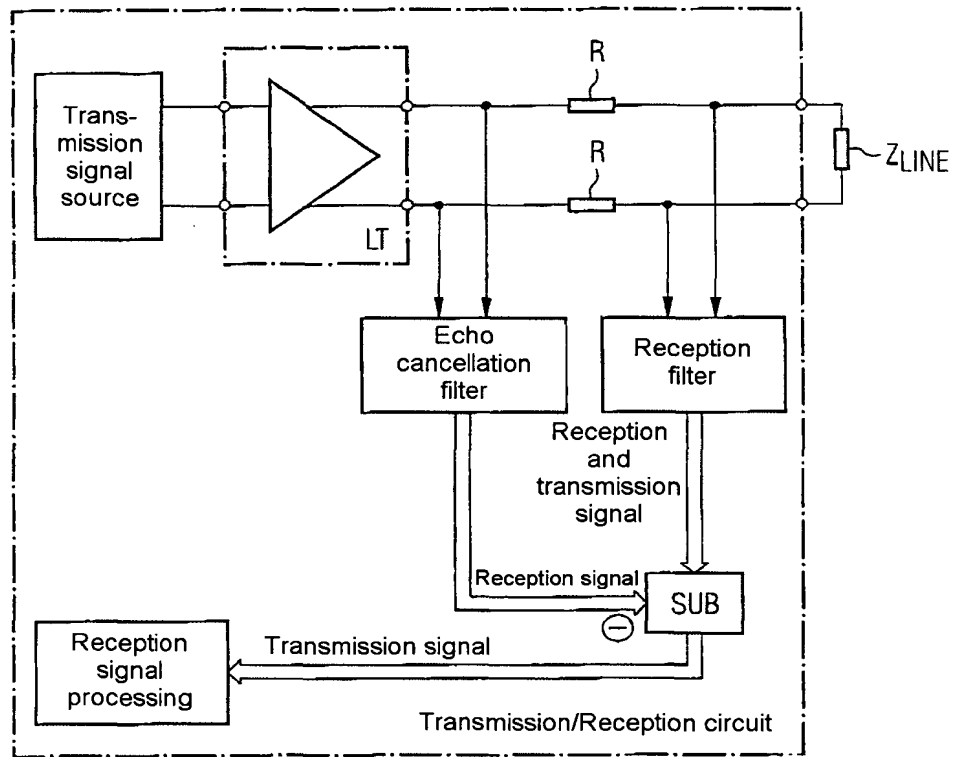 Trans-
mission
signal
source
LT
R
R
ZLINE
Echo
cancellation
filter
Reception
filter
Reception
and
transmission
signal
Reception signal
SUB
−
Transmission signal
Reception
signal
processing
Transmission/Reception circuit